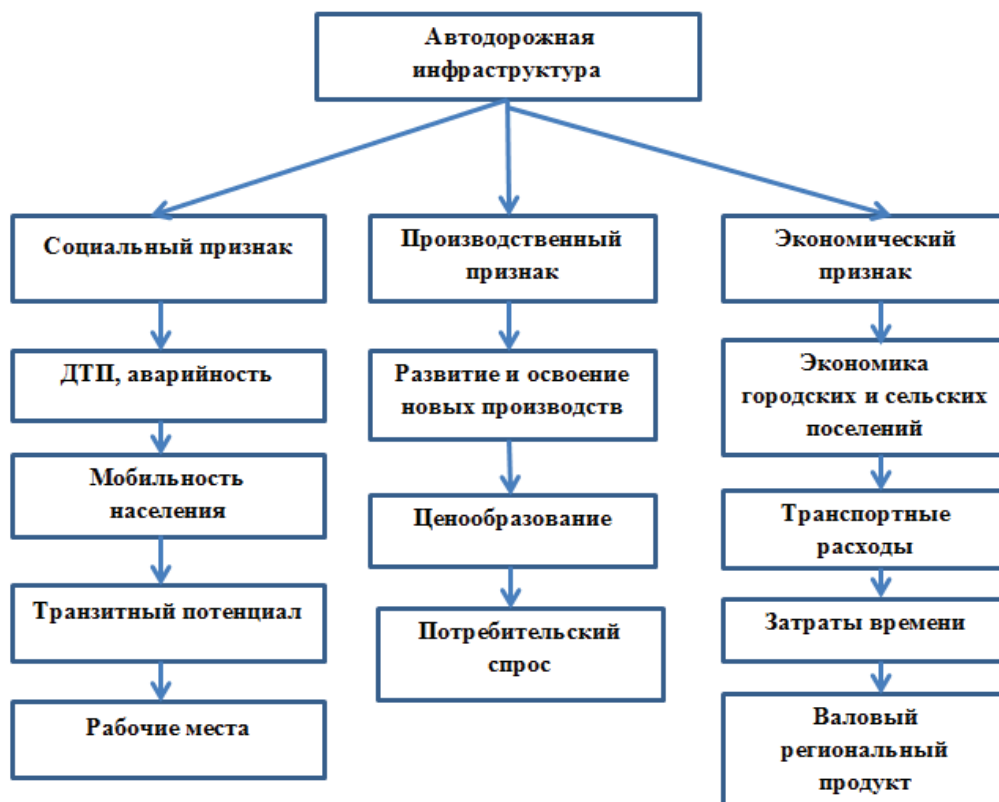 Автодорожная
инфраструктура
Социальный признак
Производственный
признак
Экономический
признак
ДТП, аварийность
Развитие и освоение
новых производств
Экономика
городских и сельских
поселений
Мобильность
населения
Ценообразование
Транспортные
расходы
Транзитный потенциал
Потребительский
спрос
Затраты времени
Рабочие места
Валовый
региональный
продукт